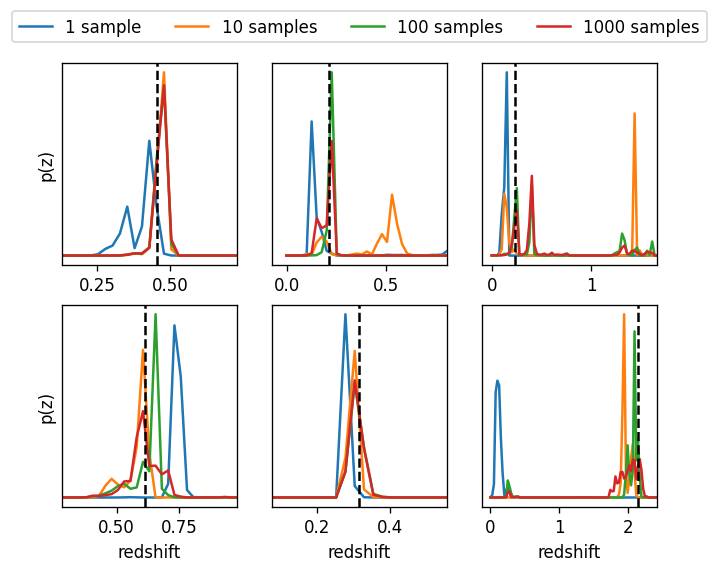 1 sample 10 samples 100 samples 1000 samples
p(z)
0.25 0.50 0.0 0.5 0 1
p(z)
0.50 0.75 0.2 0.4 0 1 2
redshift redshift redshift